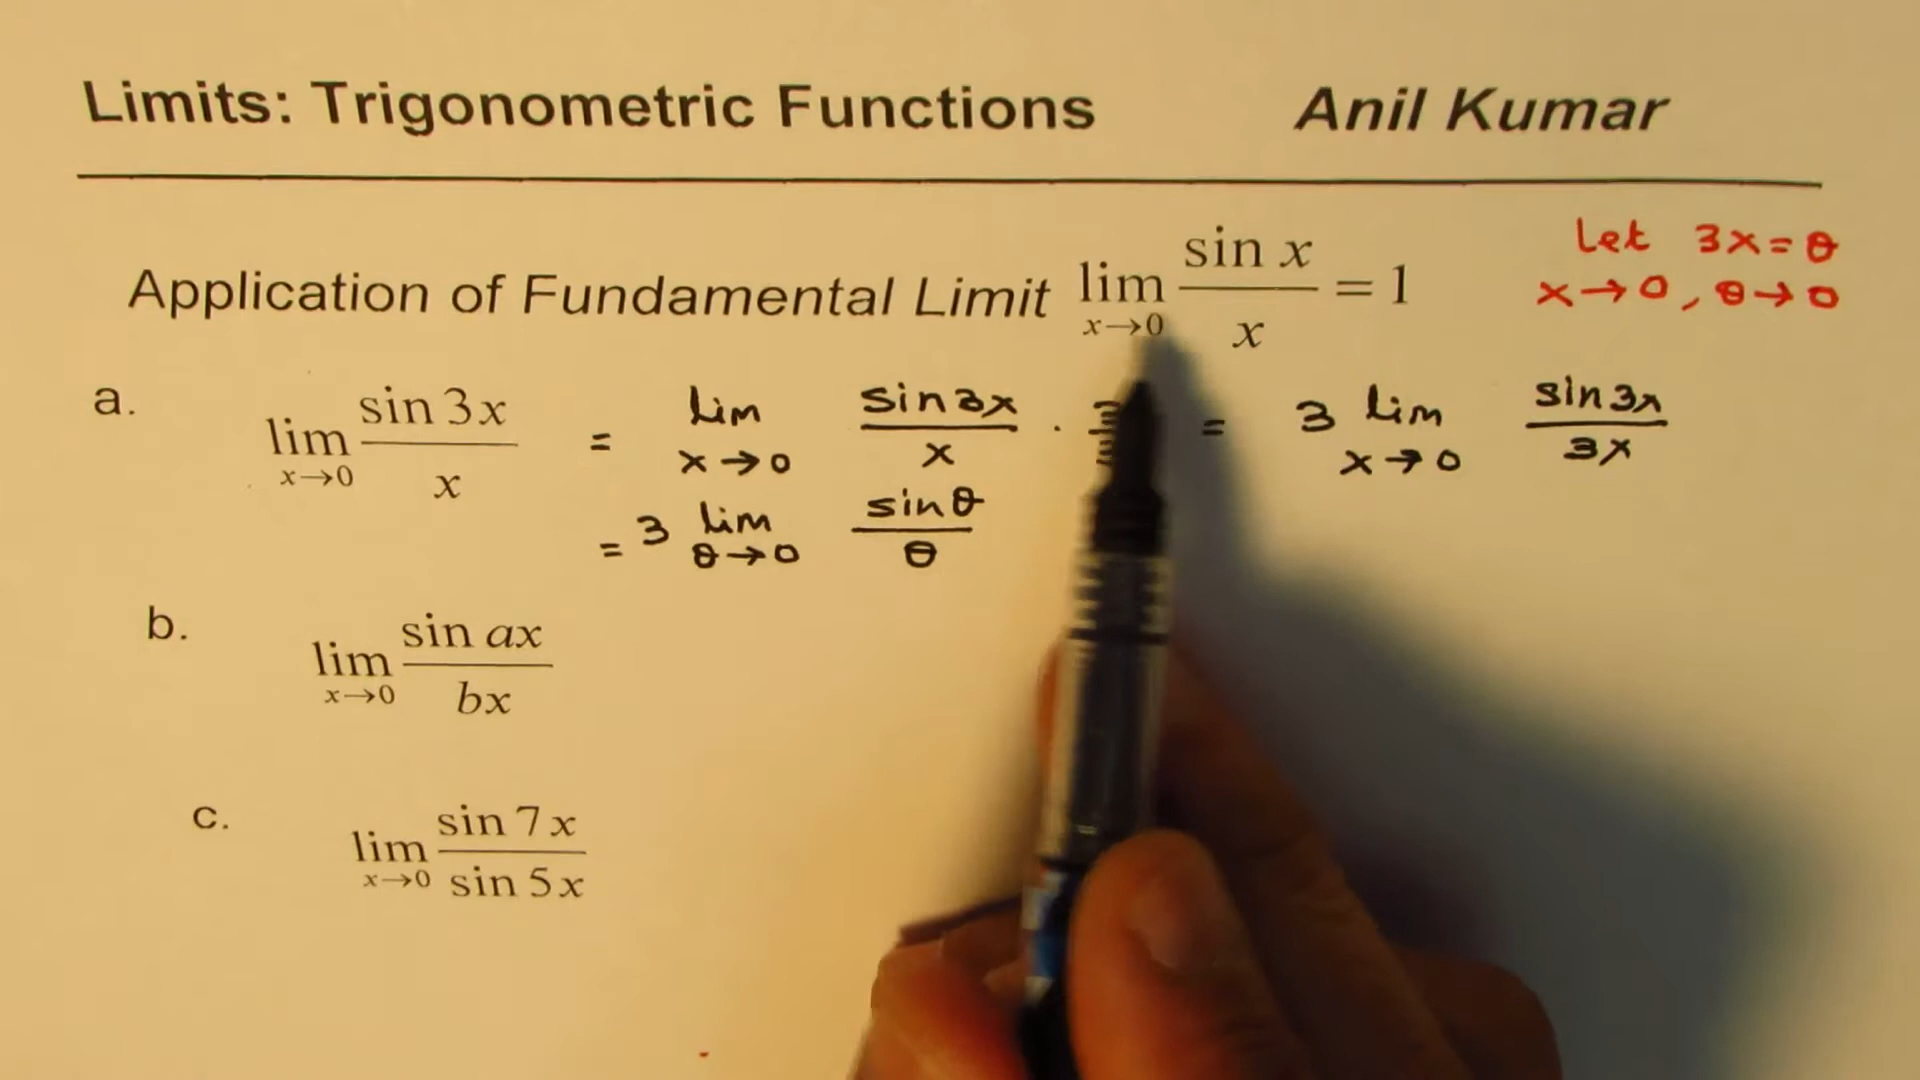 Limits: Trigonometric Functions Anil Kumar
Application of Fundamental Limit lim x→0 sin x / x = 1
Let 3x = θ
x → 0, θ → 0
a. lim x→0 sin 3x / x = lim x→0 sin 3x / x · = 3 lim x→0 sin 3x / 3x
= 3 lim θ→0 sin θ / θ
b. lim x→0 sin ax / bx
c. lim x→0 sin 7x / sin 5x